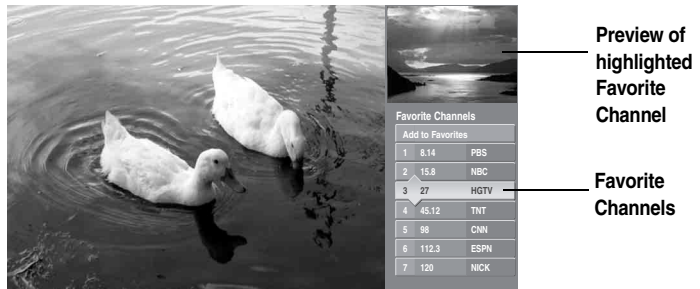 Preview of
highlighted
Favorite
Channel
Favorite Channels
Add to Favorites
1 8.14 PBS
2 15.8 NBC
3 27 HGTV
4 45.12 TNT
5 98 CNN
6 112.3 ESPN
7 120 NICK
Favorite
Channels